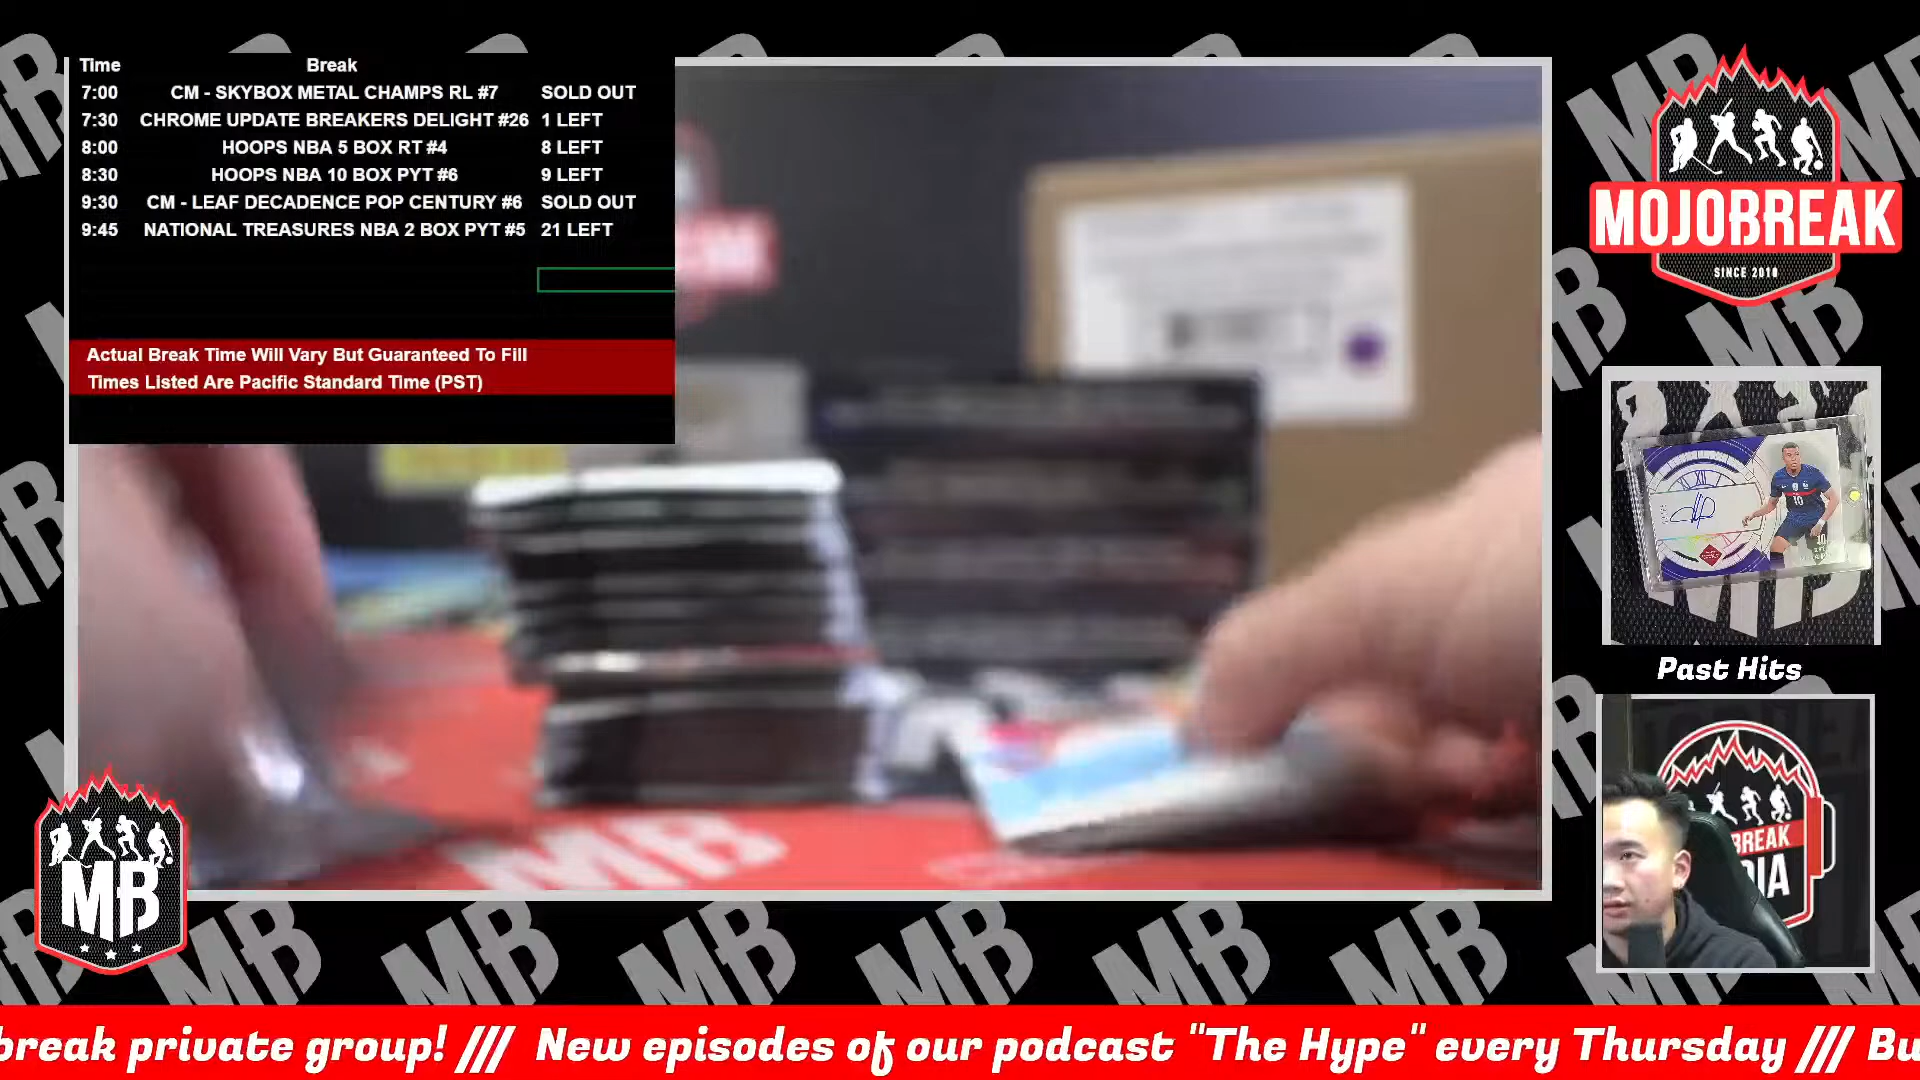 Time Break
7:00 CM - SKYBOX METAL CHAMPS RL #7 SOLD OUT
7:30 CHROME UPDATE BREAKERS DELIGHT #26 1 LEFT
8:00 HOOPS NBA 5 BOX RT #4 8 LEFT
8:30 HOOPS NBA 10 BOX PYT #6 9 LEFT
9:30 CM - LEAF DECADENCE POP CENTURY #6 SOLD OUT
9:45 NATIONAL TREASURES NBA 2 BOX PYT #5 21 LEFT
Actual Break Time Will Vary But Guaranteed To Fill
Times Listed Are Pacific Standard Time (PST)
MOJOBREAK
SINCE 2010
Past Hits
BREAK
MB
MB
break private group! /// New episodes of our podcast "The Hype" every Thursday /// Bu